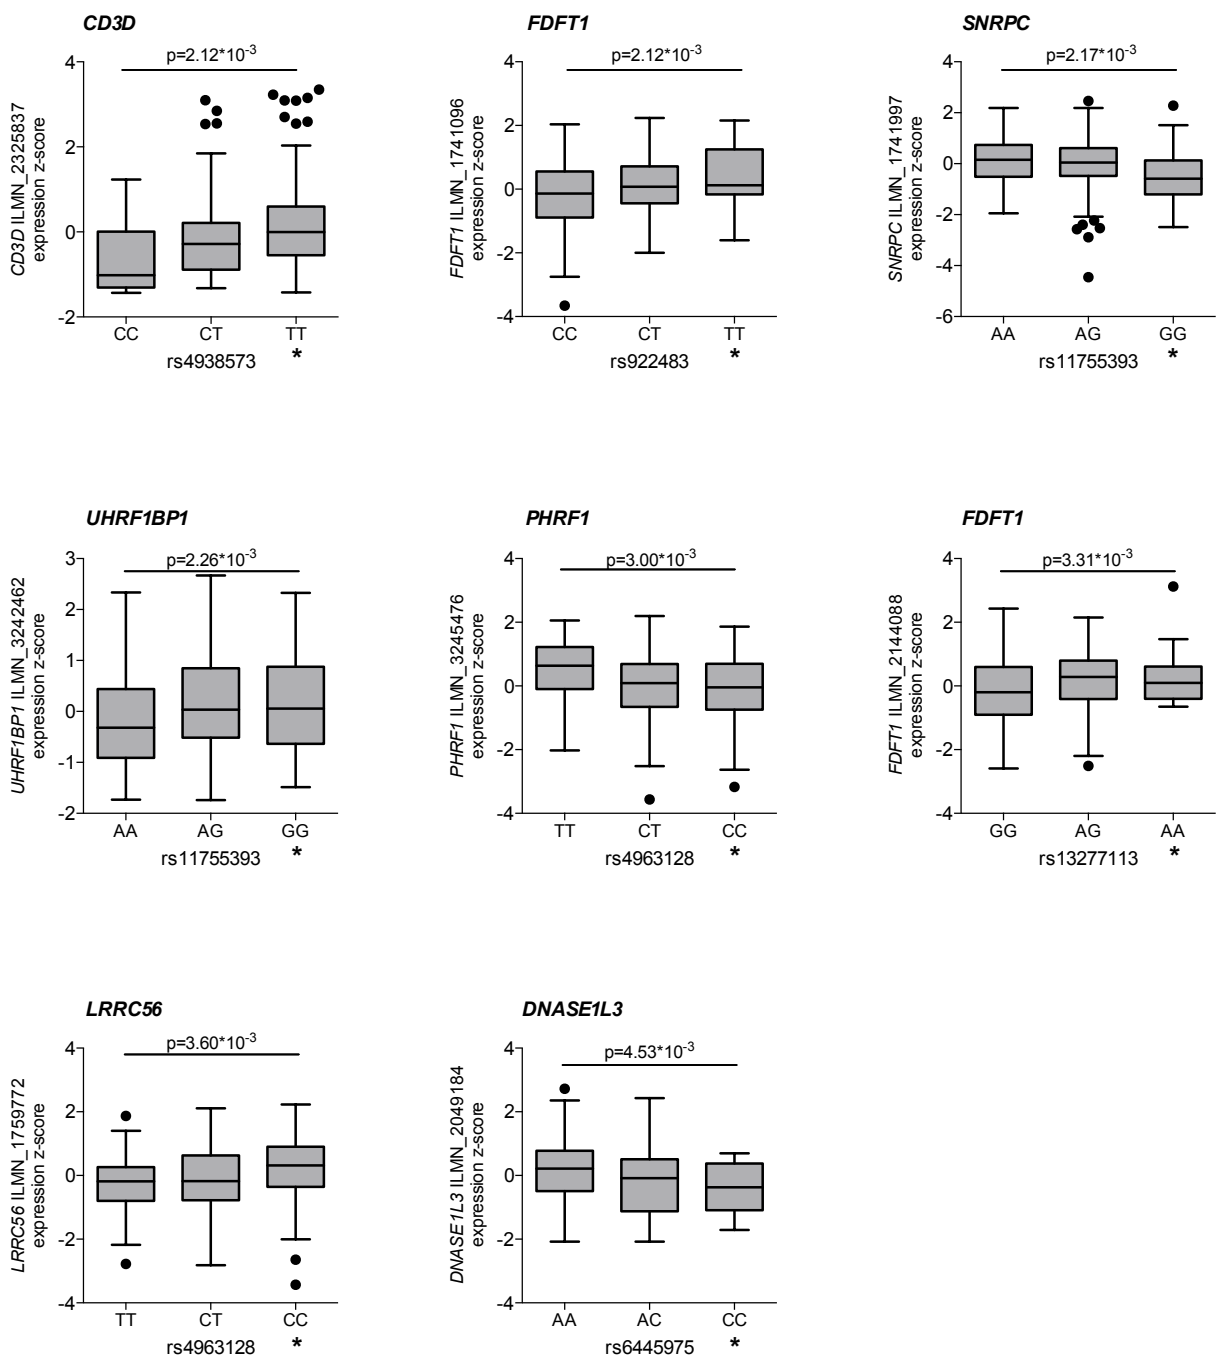 CD3D
p=2.12*10-3
4
2
0
-2
CD3D ILMN_2325837
expression z-score
CC CT TT
rs4938573 *
FDFT1
p=2.12*10-3
4
2
0
-2
-4
FDFT1 ILMN_1741096
expression z-score
CC CT TT
rs922483 *
SNRPC
p=2.17*10-3
4
2
0
-2
-4
-6
SNRPC ILMN_1741997
expression z-score
AA AG GG
rs11755393 *
UHRF1BP1
p=2.26*10-3
3
2
1
0
-1
-2
UHRF1BP1 ILMN_3242462
expression z-score
AA AG GG
rs11755393 *
PHRF1
p=3.00*10-3
4
2
0
-2
-4
PHRF1 ILMN_3245476
expression z-score
TT CT CC
rs4963128 *
FDFT1
p=3.31*10-3
4
2
0
-2
-4
FDFT1 ILMN_2144088
expression z-score
GG AG AA
rs13277113 *
LRRC56
p=3.60*10-3
4
2
0
-2
-4
LRRC56 ILMN_1759772
expression z-score
TT CT CC
rs4963128 *
DNASE1L3
p=4.53*10-3
4
2
0
-2
-4
DNASE1L3 ILMN_2049184
expression z-score
AA AC CC
rs6445975 *